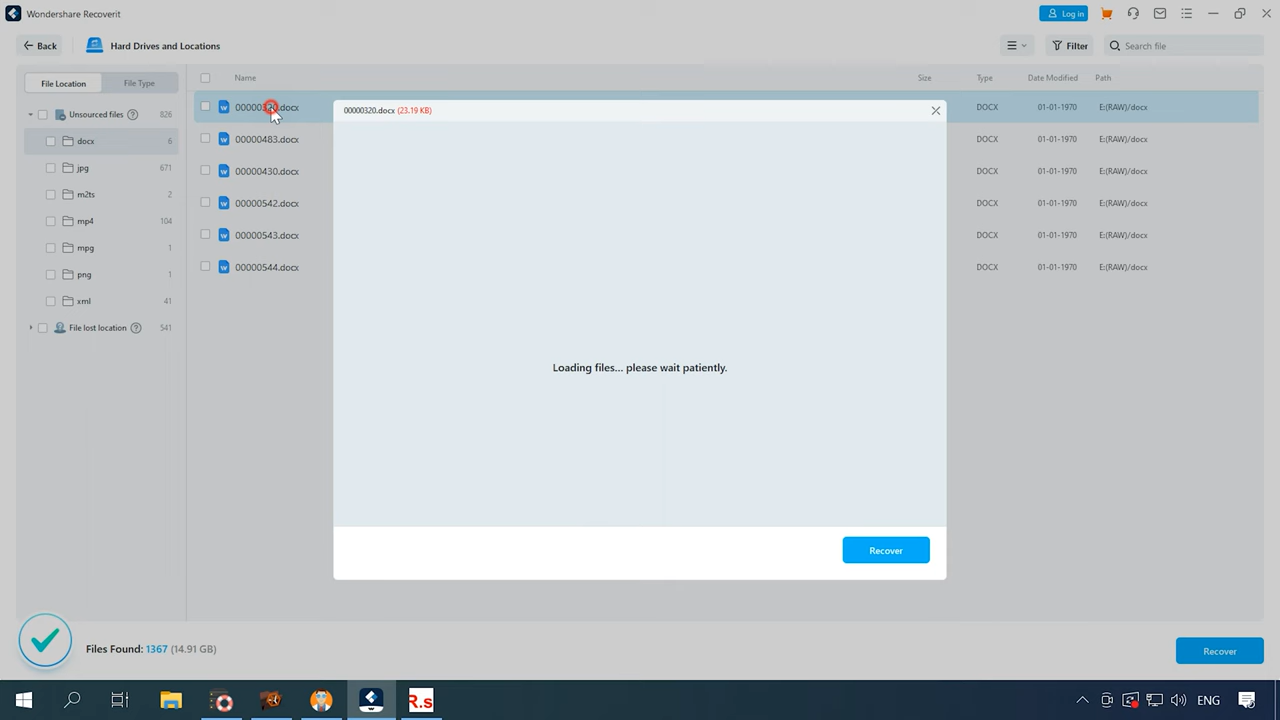 Wondershare Recoverit
Log in
Back
Hard Drives and Locations
Filter
Search file
File Location
File Type
Name
Size
Type
Date Modified
Path
Unsourced files
826
docx
6
jpg
671
m2ts
2
mp4
104
mpg
1
png
1
xml
41
File lost location
541
DOCX
01-01-1970
E:(RAW)/docx
00000483.docx
DOCX
01-01-1970
E:(RAW)/docx
00000430.docx
DOCX
01-01-1970
E:(RAW)/docx
00000542.docx
DOCX
01-01-1970
E:(RAW)/docx
00000543.docx
DOCX
01-01-1970
E:(RAW)/docx
00000544.docx
DOCX
01-01-1970
E:(RAW)/docx
00000320.docx (23.19 KB)
Loading files... please wait patiently.
Recover
Files Found: 1367 (14.91 GB)
Recover
R.s
ENG